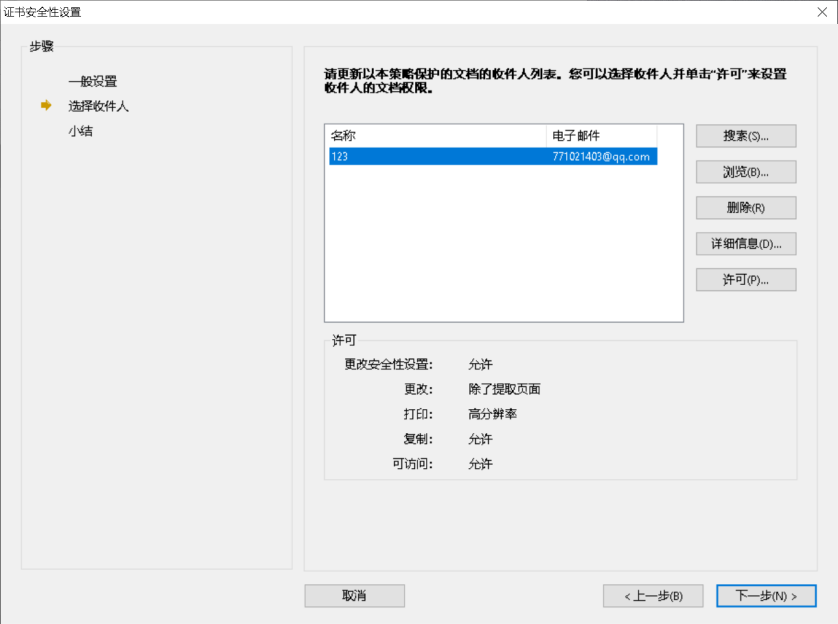 证书安全性设置
步骤
一般设置
选择收件人
小结
请更新以本策略保护的文档的收件人列表。您可以选择收件人并单击“许可”来设置
收件人的文档权限。
名称 电子邮件
123 771021403@qq.com
搜索(S)...
浏览(B)...
删除(R)
详细信息(D)...
许可(P)...
许可
更改安全性设置: 允许
更改: 除了提取页面
打印: 高分辨率
复制: 允许
可访问: 允许
取消
< 上一步(B)
下一步(N) >